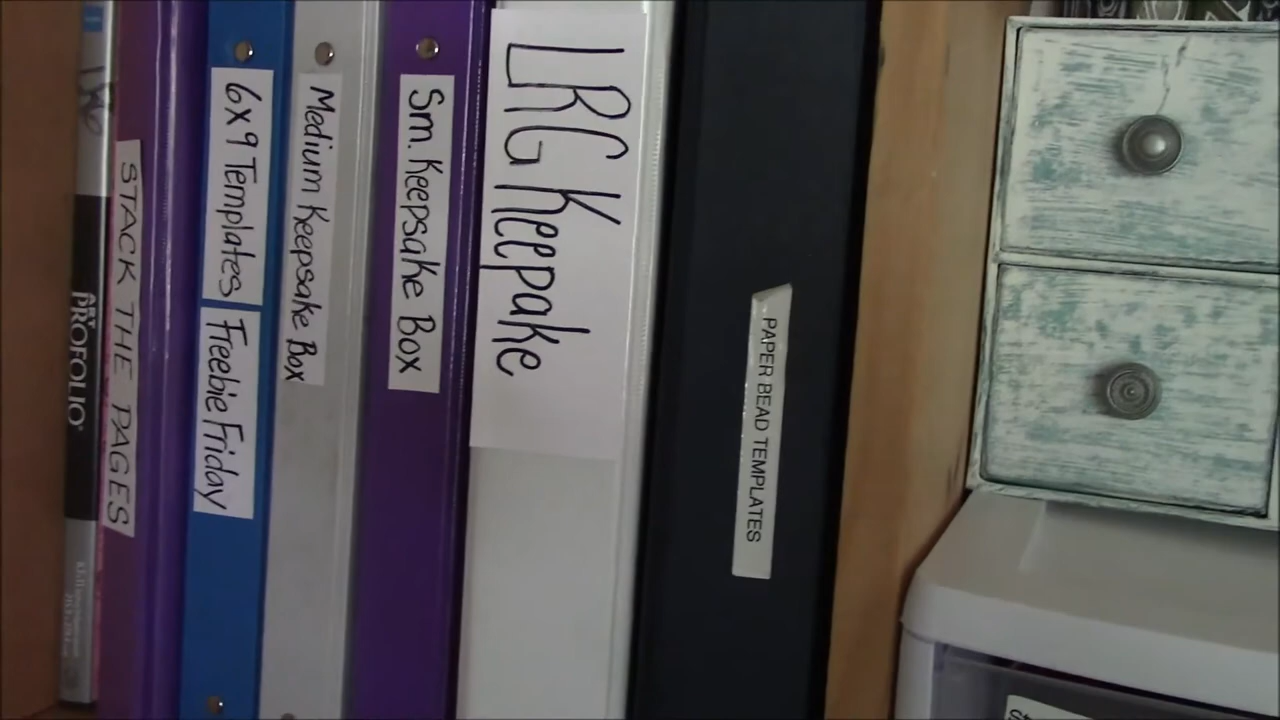 ART
PROFOLIO
STACK THE PAGES
6x9 Templates
Freebie Friday
Medium Keepsake Box
Sm. Keepsake Box
LRG Keepake
PAPER BEAD TEMPLATES